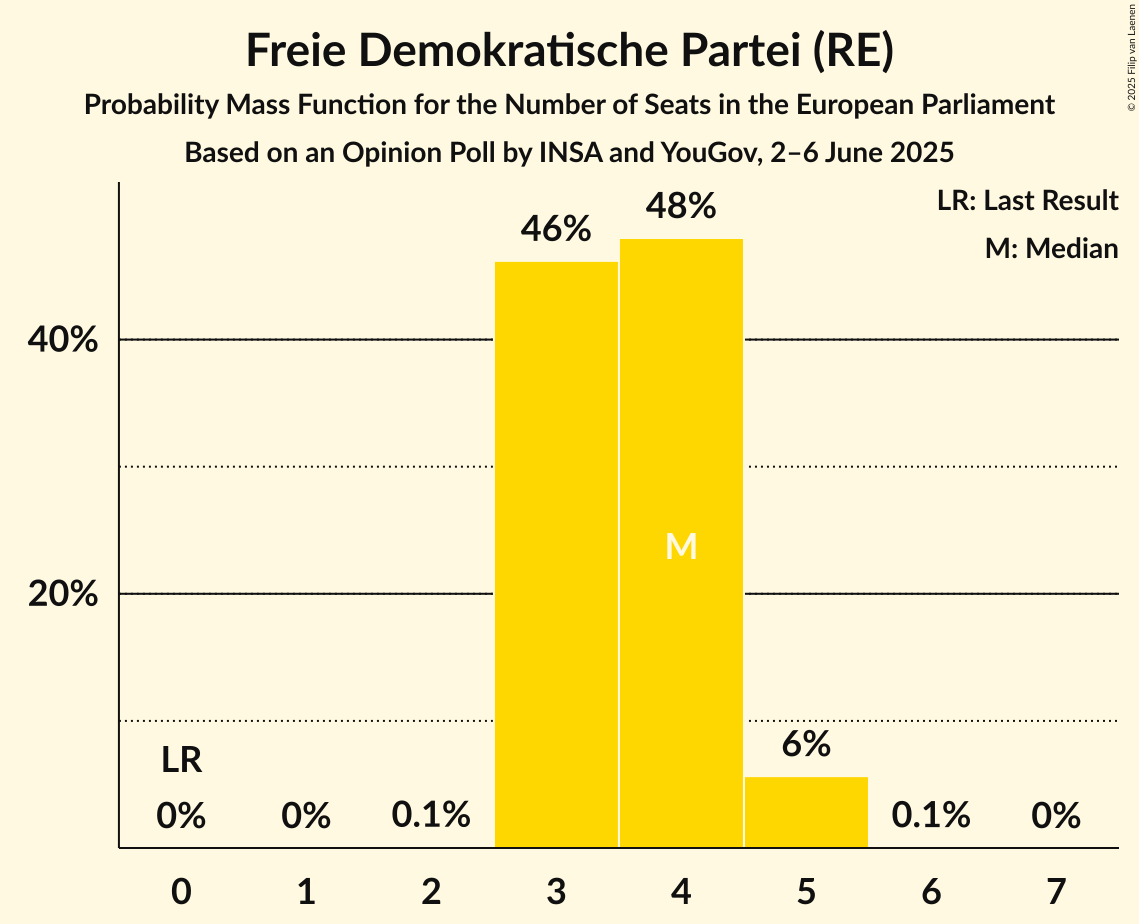 Freie Demokratische Partei (RE)
Probability Mass Function for the Number of Seats in the European Parliament
Based on an Opinion Poll by INSA and YouGov, 2–6 June 2025
© 2025 Filip van Laenen
LR: Last Result
M: Median
46%
48%
40%
M
20%
6%
LR
0%
0%
0.1%
0.1%
0%
0 1 2 3 4 5 6 7